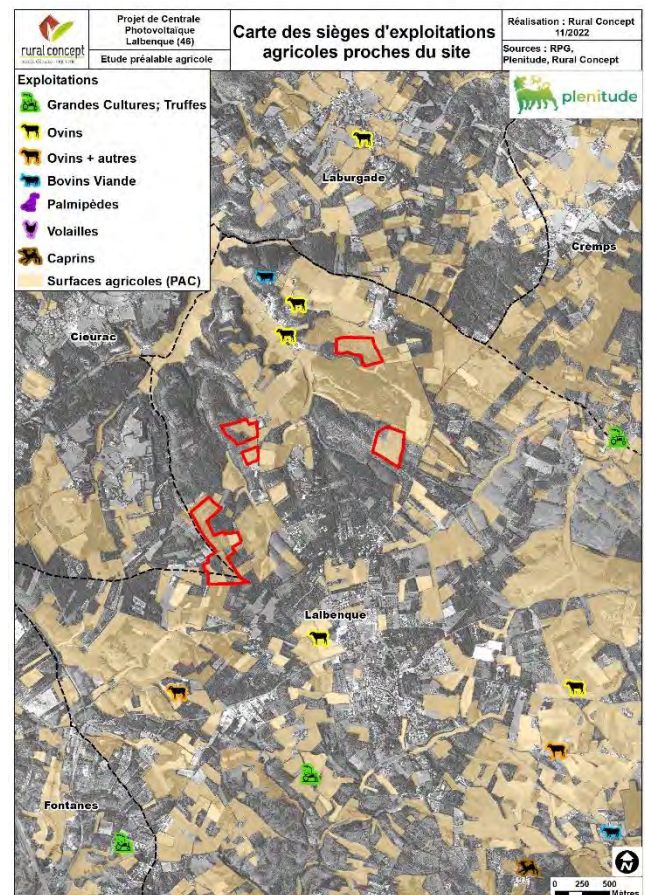 rural concept
Projet de Centrale
Photovoltaïque
Lalbenque (46)
Etude préalable agricole
Carte des sièges d'exploitations
agricoles proches du site
Réalisation : Rural Concept
11/2022
Sources : RPG,
Plenitude, Rural Concept
plenitude
Exploitations
Grandes Cultures; Truffes
Ovins
Ovins + autres
Bovins Viande
Palmipèdes
Volailles
Caprins
Surfaces agricoles (PAC)
Laburgade
Cremps
Cieurac
Lalbenque
Fontanes
N
0 250 500
Mètres